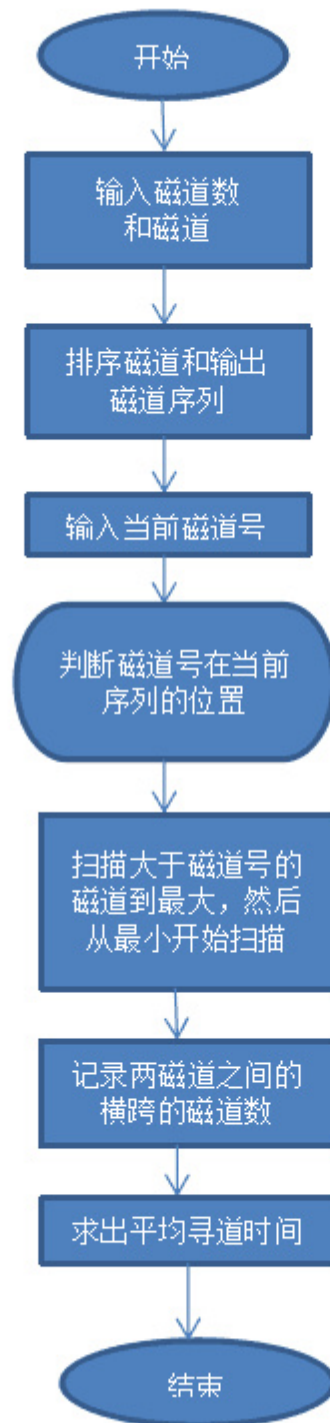 开始
输入磁道数
和磁道
排序磁道和输出
磁道序列
输入当前磁道号
判断磁道号在当前
序列的位置
扫描大于磁道号的
磁道到最大，然后
从最小开始扫描
记录两磁道之间的
横跨的磁道数
求出平均寻道时间
结束